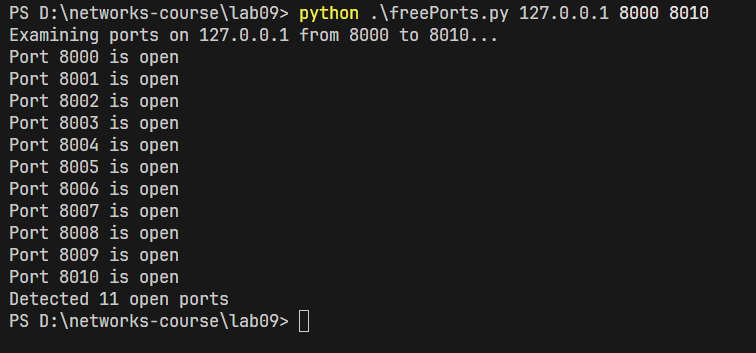 PS D:\networks-course\lab09> python .\freePorts.py 127.0.0.1 8000 8010
Examining ports on 127.0.0.1 from 8000 to 8010...
Port 8000 is open
Port 8001 is open
Port 8002 is open
Port 8003 is open
Port 8004 is open
Port 8005 is open
Port 8006 is open
Port 8007 is open
Port 8008 is open
Port 8009 is open
Port 8010 is open
Detected 11 open ports
PS D:\networks-course\lab09>